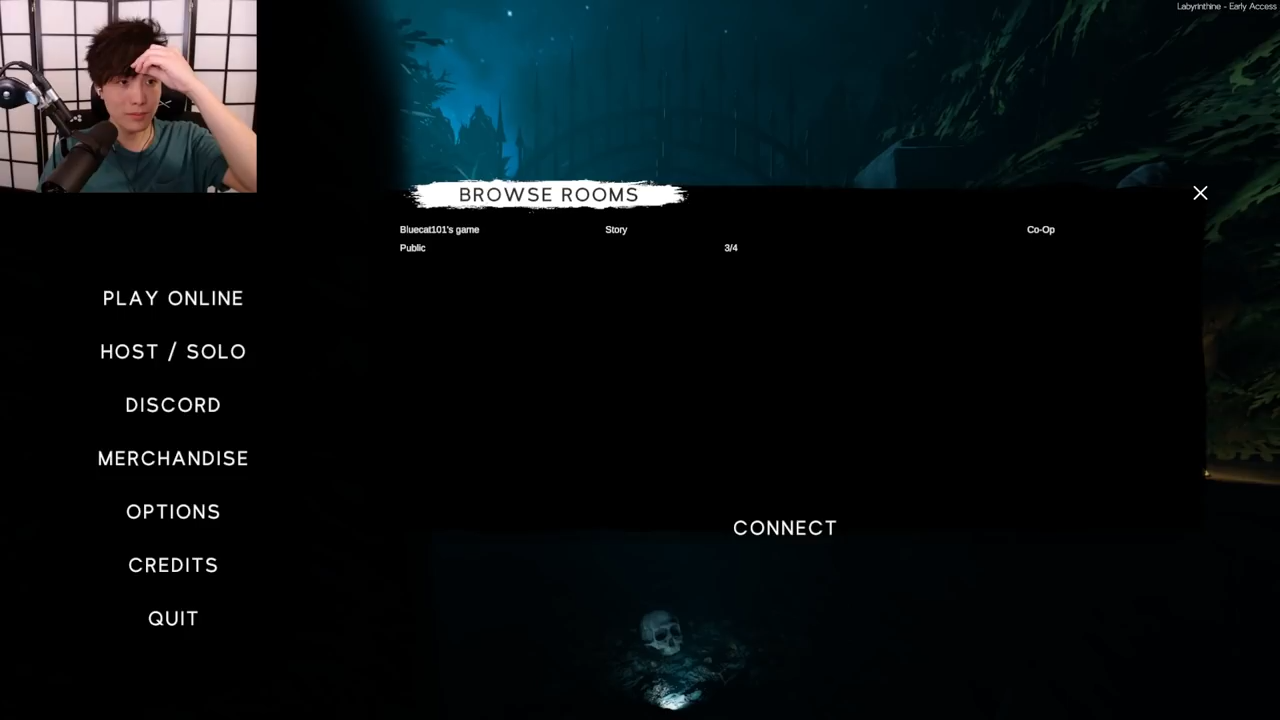 Labyrinthine - Early Access
BROWSE ROOMS
Bluecat101's game Story Co-Op
Public 3/4
PLAY ONLINE
HOST / SOLO
DISCORD
MERCHANDISE
OPTIONS
CONNECT
CREDITS
QUIT